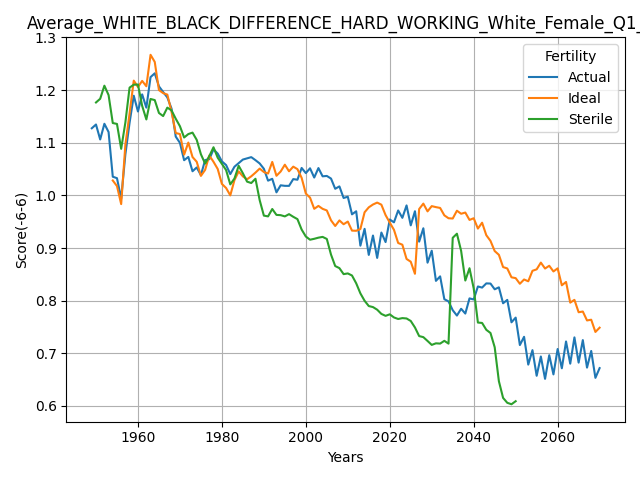 Average_WHITE_BLACK_DIFFERENCE_HARD_WORKING_White_Female_Q1_
Score(-6-6)
1.3
1.2
1.1
1.0
0.9
0.8
0.7
0.6
Fertility
Actual
Ideal
Sterile
1960 1980 2000 2020 2040 2060
Years